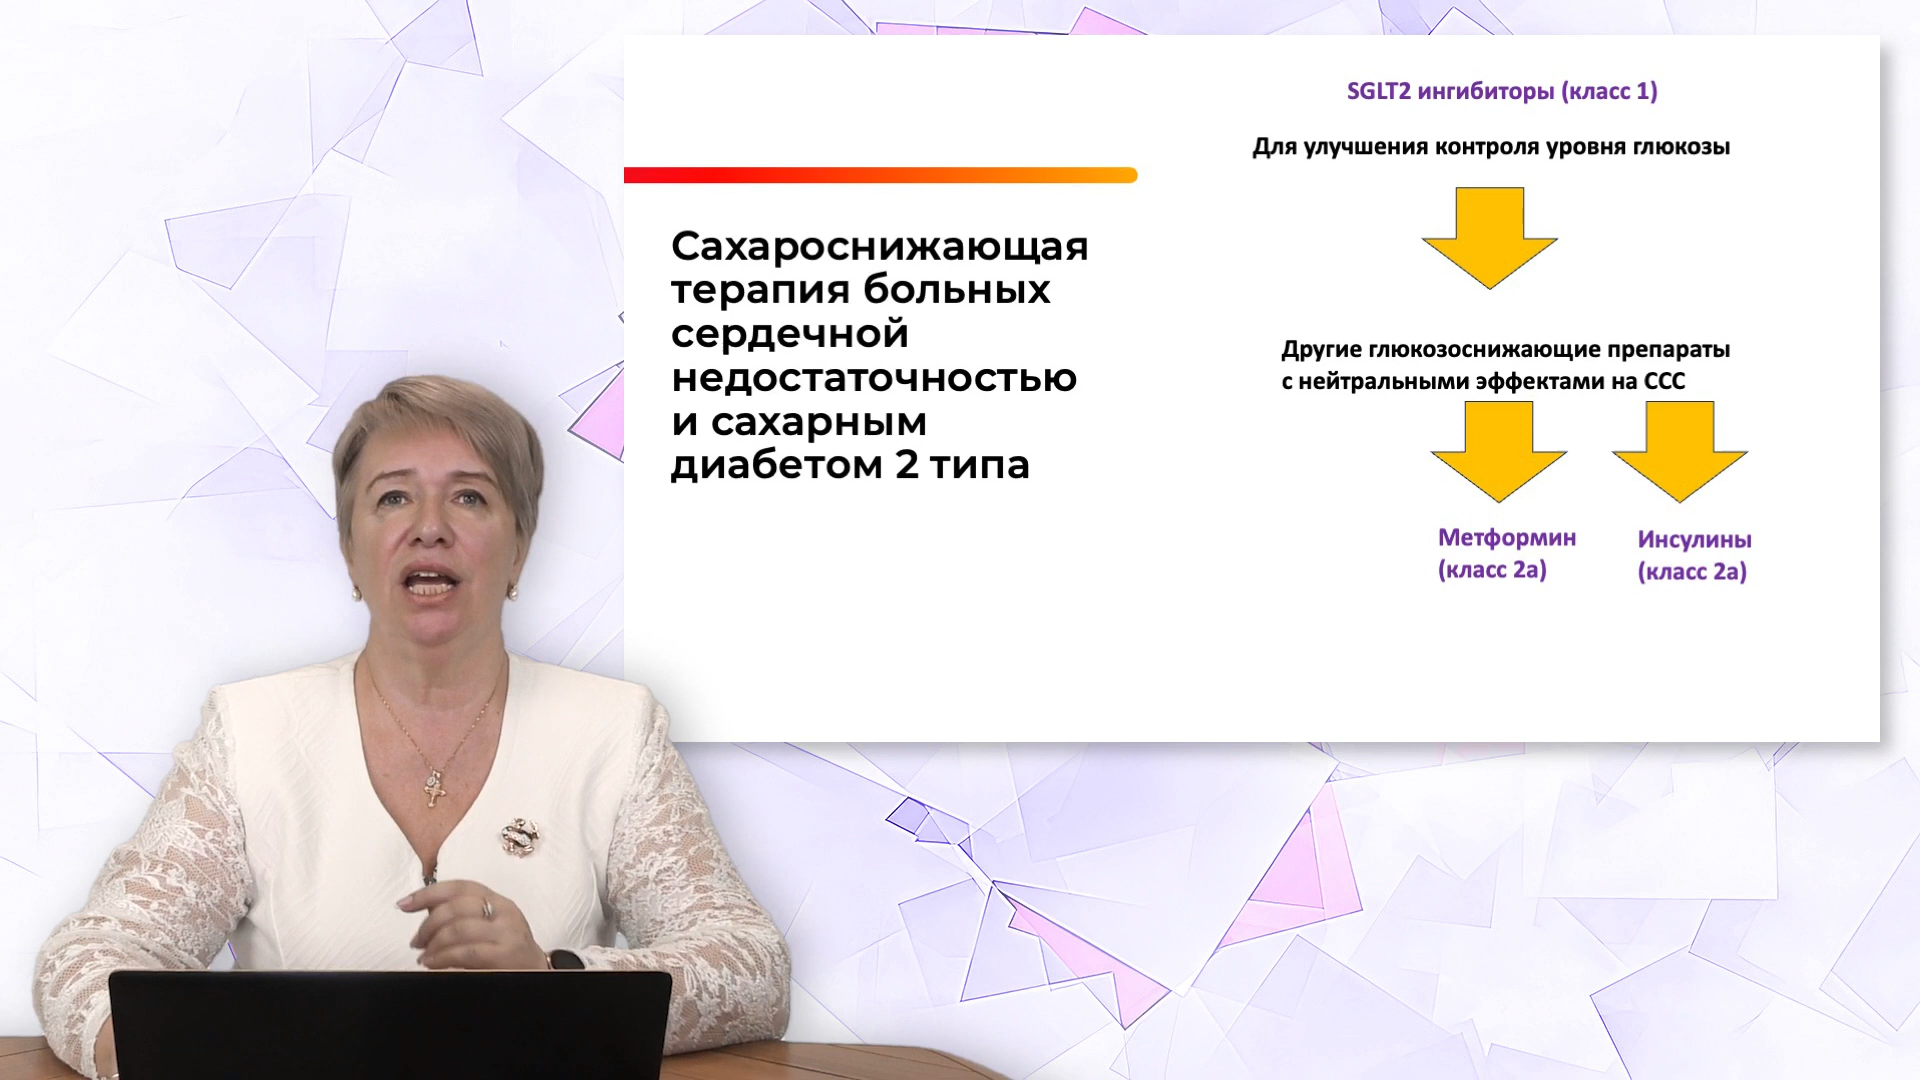 Сахароснижающая
терапия больных
сердечной
недостаточностью
и сахарным
диабетом 2 типа
SGLT2 ингибиторы (класс 1)
Для улучшения контроля уровня глюкозы
Другие глюкозоснижающие препараты
с нейтральными эффектами на ССС
Метформин
(класс 2а)
Инсулины
(класс 2а)